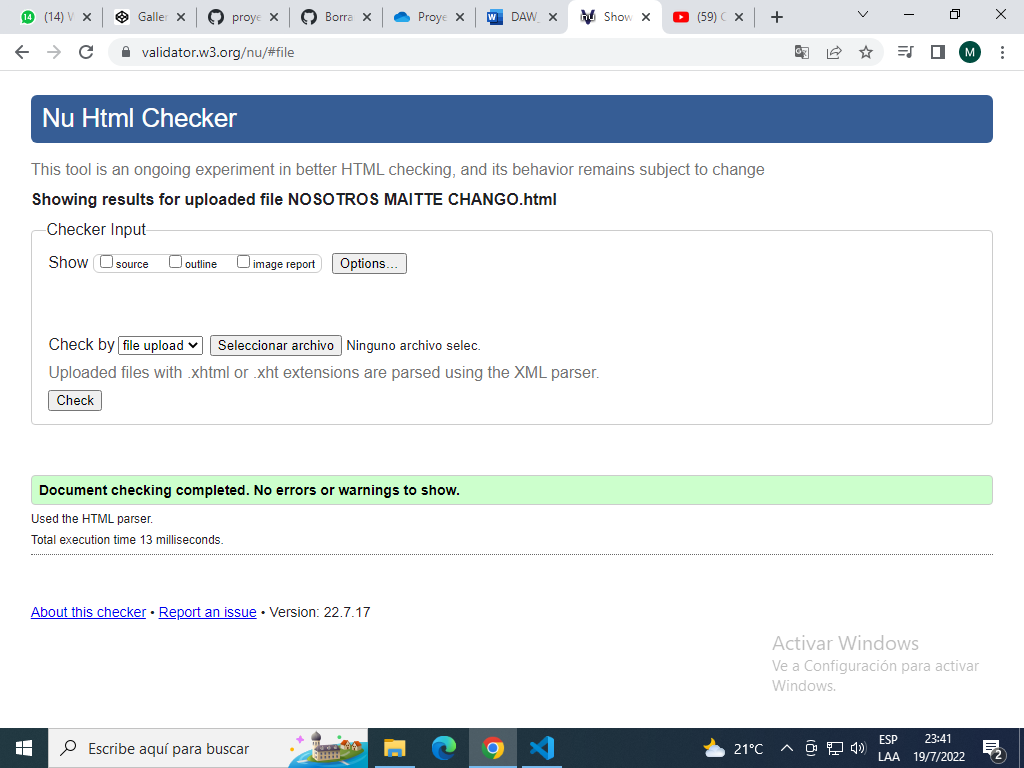 (14) W
Galler
proye
Borra
Proye
DAW_
Show
(59) C
validator.w3.org/nu/#file
M
Nu Html Checker
This tool is an ongoing experiment in better HTML checking, and its behavior remains subject to change
Showing results for uploaded file NOSOTROS MAITTE CHANGO.html
Checker Input
Show source outline image report Options...
Check by file upload Seleccionar archivo Ninguno archivo selec.
Uploaded files with .xhtml or .xht extensions are parsed using the XML parser.
Check
Document checking completed. No errors or warnings to show.
Used the HTML parser.
Total execution time 13 milliseconds.
About this checker • Report an issue • Version: 22.7.17
Activar Windows
Ve a Configuración para activar
Windows.
Escribe aquí para buscar
21°C
ESP
LAA
23:41
19/7/2022
2